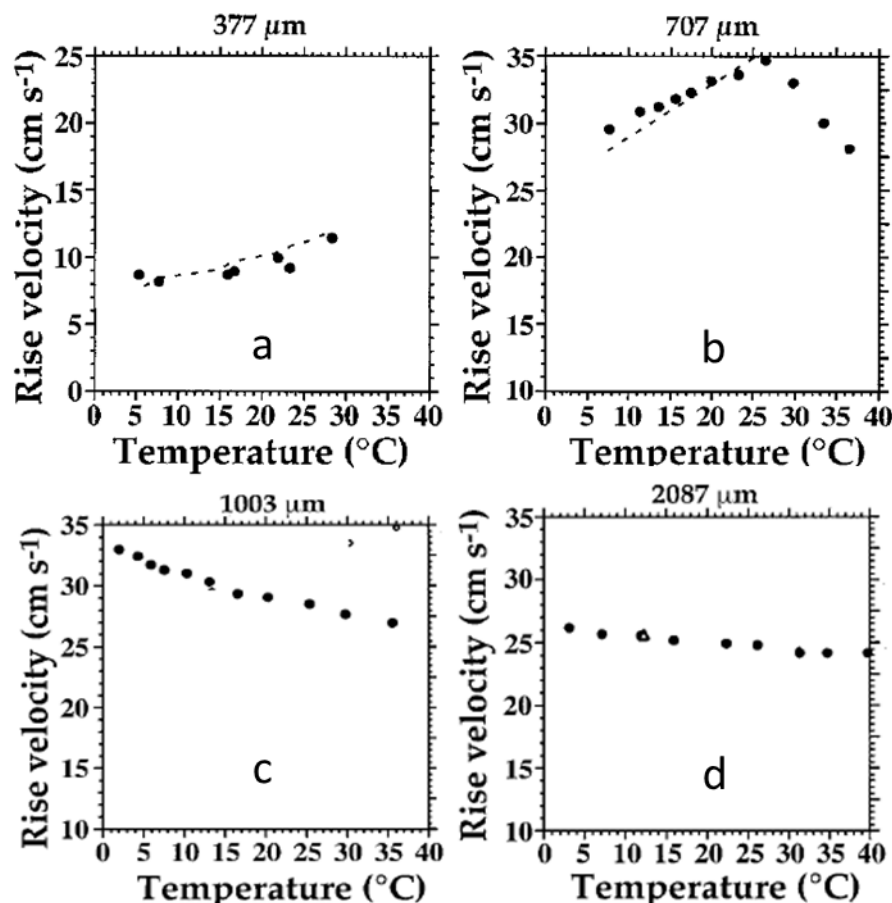 377 µm
Rise velocity (cm s-1)
25
20
15
10
5
0
a
0 5 10 15 20 25 30 35 40
Temperature (°C)
707 µm
Rise velocity (cm s-1)
35
30
25
20
15
10
b
0 5 10 15 20 25 30 35 40
Temperature (°C)
1003 µm
Rise velocity (cm s-1)
35
30
25
20
15
10
c
0 5 10 15 20 25 30 35 40
Temperature (°C)
2087 µm
Rise velocity (cm s-1)
35
30
25
20
15
10
d
0 5 10 15 20 25 30 35 40
Temperature (°C)